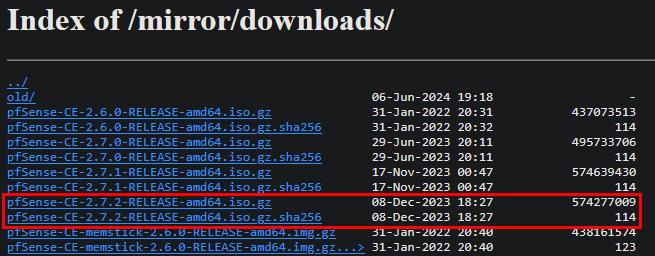 Index of /mirror/downloads/
../
old/ 06-Jun-2024 19:18 -
pfSense-CE-2.6.0-RELEASE-amd64.iso.gz 31-Jan-2022 20:31 437073513
pfSense-CE-2.6.0-RELEASE-amd64.iso.gz.sha256 31-Jan-2022 20:32 114
pfSense-CE-2.7.0-RELEASE-amd64.iso.gz 29-Jun-2023 20:11 495733706
pfSense-CE-2.7.0-RELEASE-amd64.iso.gz.sha256 29-Jun-2023 20:11 114
pfSense-CE-2.7.1-RELEASE-amd64.iso.gz 17-Nov-2023 00:47 574639430
pfSense-CE-2.7.1-RELEASE-amd64.iso.gz.sha256 17-Nov-2023 00:47 114
pfSense-CE-2.7.2-RELEASE-amd64.iso.gz 08-Dec-2023 18:27 574277009
pfSense-CE-2.7.2-RELEASE-amd64.iso.gz.sha256 08-Dec-2023 18:27 114
pfSense-CE-memstick-2.6.0-RELEASE-amd64.img.gz 31-Jan-2022 20:40 438161574
pfSense-CE-memstick-2.6.0-RELEASE-amd64.img.gz...> 31-Jan-2022 20:40 123